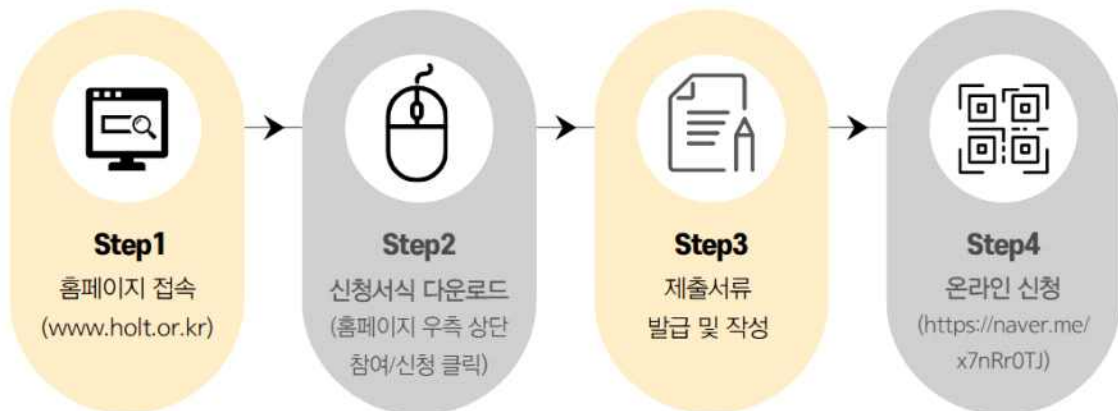 Step1
홈페이지 접속
(www.holt.or.kr)
Step2
신청서식 다운로드
(홈페이지 우측 상단
참여/신청 클릭)
Step3
제출서류
발급 및 작성
Step4
온라인 신청
(https://naver.me/
x7nRr0TJ)